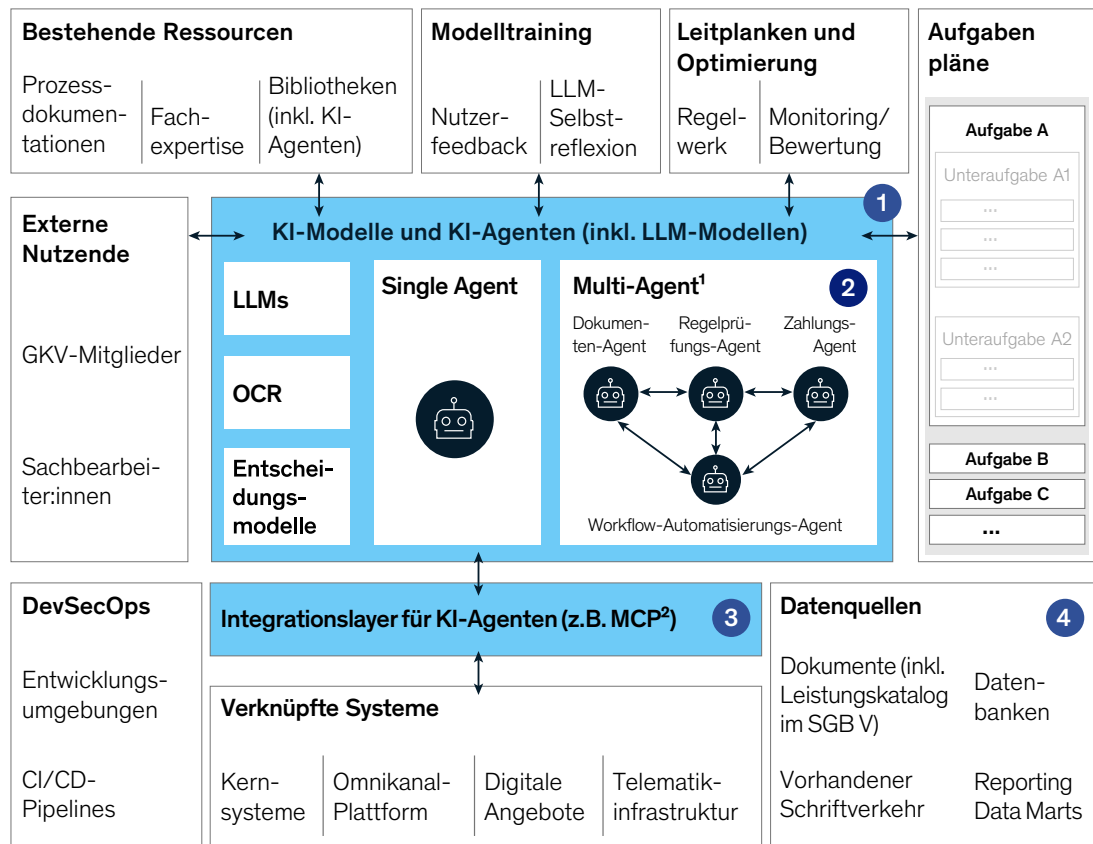 Bestehende Ressourcen
Prozess-
dokumen-
tationen
Fach-
expertise
Bibliotheken
(inkl. KI-
Agenten)
Modelltraining
Nutzer-
feedback
LLM-
Selbst-
reflexion
Leitplanken und
Optimierung
Regel-
werk
Monitoring/
Bewertung
Aufgaben
pläne
Aufgabe A
Unteraufgabe A1
...
...
...
Unteraufgabe A2
...
...
Aufgabe B
Aufgabe C
...
Externe
Nutzende
GKV-Mitglieder
Sachbearbei-
ter:innen
1
KI-Modelle und KI-Agenten (inkl. LLM-Modellen)
LLMs
OCR
Entschei-
dungs-
modelle
Single Agent
Multi-Agent¹
2
Dokumen-
ten-Agent
Regelprü-
fungs-Agent
Zahlungs-
Agent
Workflow-Automatisierungs-Agent
DevSecOps
Entwicklungs-
umgebungen
CI/CD-
Pipelines
Integrationslayer für KI-Agenten (z.B. MCP²)
3
Verknüpfte Systeme
Kern-
systeme
Omnikanal-
Plattform
Digitale
Angebote
Telematik-
infrastruktur
Datenquellen
4
Dokumente (inkl.
Leistungskatalog
im SGB V)
Daten-
banken
Vorhandener
Schriftverkehr
Reporting
Data Marts